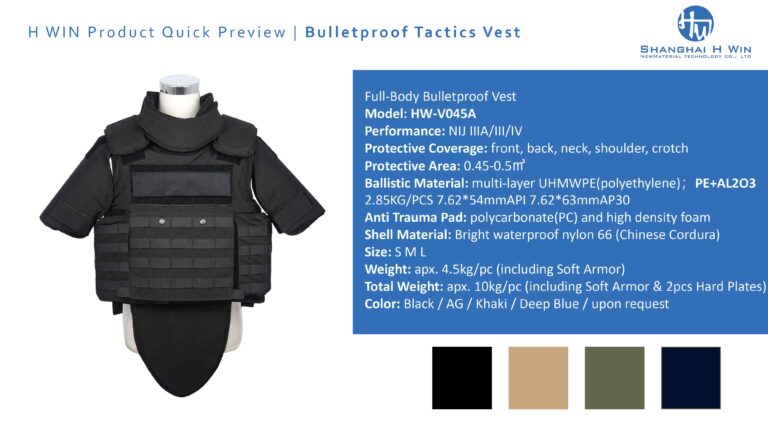 H WIN Product Quick Preview | Bulletproof Tactics Vest
HW
SHANGHAI H WIN
NEWMATERIAL TECHNOLOGY CO., LTD
Full-Body Bulletproof Vest
Model: HW-V045A
Performance: NIJ IIIA/III/IV
Protective Coverage: front, back, neck, shoulder, crotch
Protective Area: 0.45-0.5㎡
Ballistic Material: multi-layer UHMWPE(polyethylene)； PE+AL2O3
2.85KG/PCS 7.62*54mmAPI 7.62*63mmAP30
Anti Trauma Pad: polycarbonate(PC) and high density foam
Shell Material: Bright waterproof nylon 66 (Chinese Cordura)
Size: S M L
Weight: apx. 4.5kg/pc (including Soft Armor)
Total Weight: apx. 10kg/pc (including Soft Armor & 2pcs Hard Plates)
Color: Black / AG / Khaki / Deep Blue / upon request